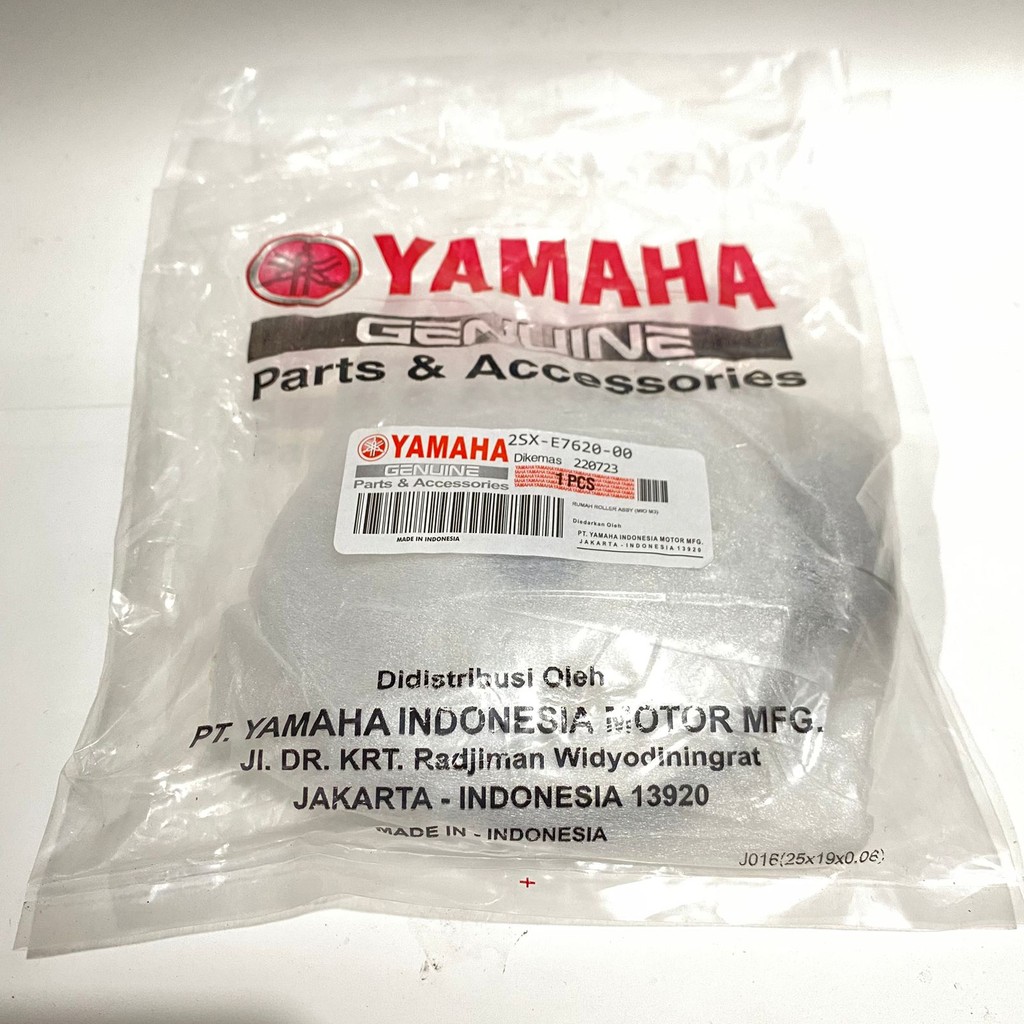 YAMAHA
GENUINE
Parts & Accessories
YAMAHA
GENUINE
Parts & Accessories
MADE IN INDONESIA
2SX-E7620-00
Dikemas 220723
1 PCS
RUMAH ROLLER ASSY (MIO M3)
Diedarkan Oleh
PT. YAMAHA INDONESIA MOTOR MFG.
JAKARTA - INDONESIA 13920
Didistribusi Oleh
PT. YAMAHA INDONESIA MOTOR MFG.
Jl. DR. KRT. Radjiman Widyodiningrat
JAKARTA - INDONESIA 13920
MADE IN - INDONESIA
J016(25x19x0.06)